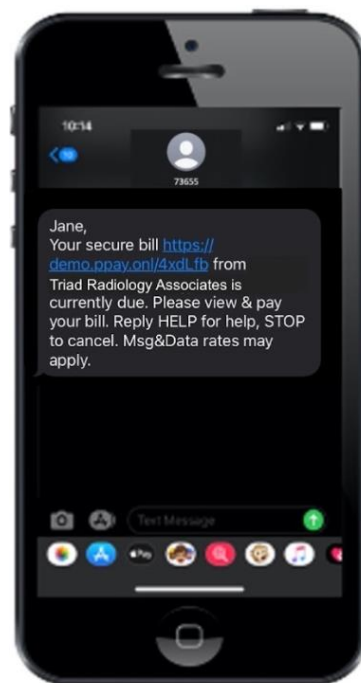 10:14
73655
Jane,
Your secure bill https://
demo.ppay.onl/4xdLfb from
Triad Radiology Associates is
currently due. Please view & pay
your bill. Reply HELP for help, STOP
to cancel. Msg&Data rates may
apply.
Text Message
Pay